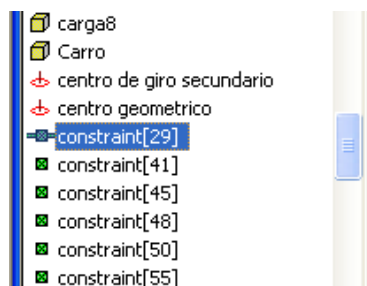 carga8
Carro
centro de giro secundario
centro geometrico
constraint[29]
constraint[41]
constraint[45]
constraint[48]
constraint[50]
constraint[55]